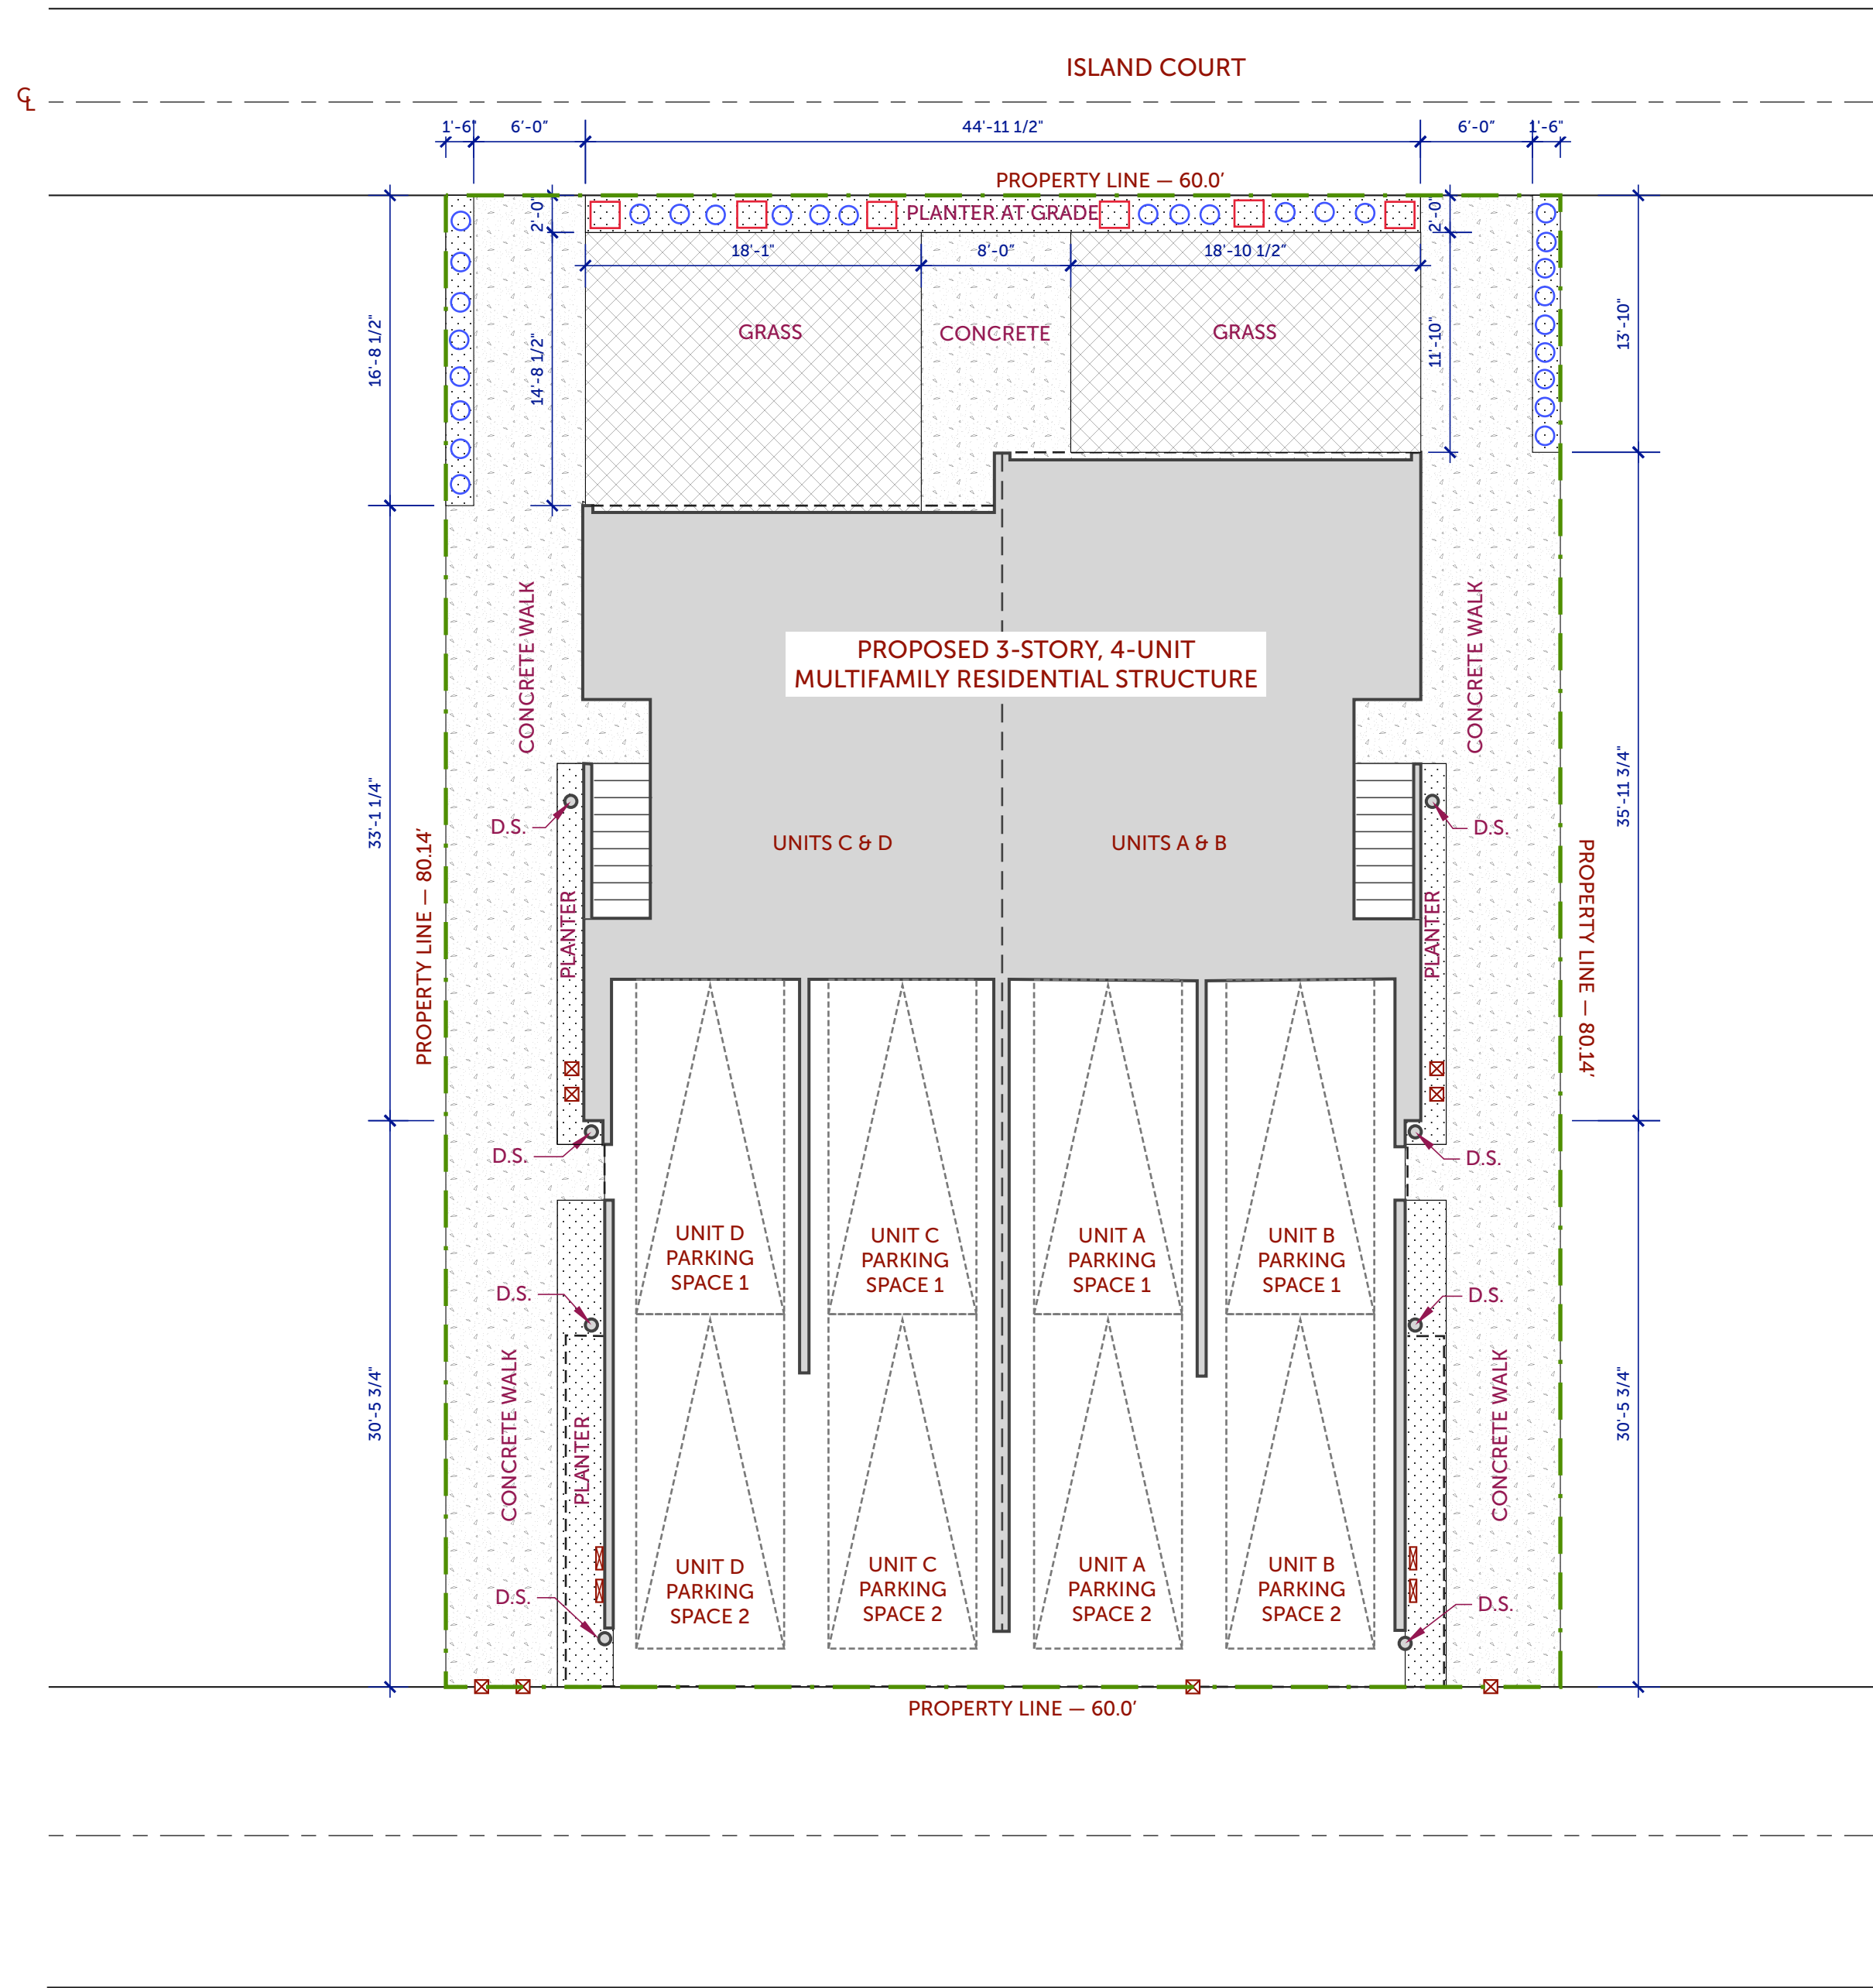 ISLAND COURT
CL
1'-6"
6'-0"
44'-11 1/2"
6'-0"
1'-6"
PROPERTY LINE — 60.0'
2'-0"
PLANTER AT GRADE
2'-0"
18'-1"
8'-0"
18'-10 1/2"
16'-8 1/2"
14'-8 1/2"
GRASS
CONCRETE
GRASS
11'-10"
13'-10"
CONCRETE WALK
PROPOSED 3-STORY, 4-UNIT
MULTIFAMILY RESIDENTIAL STRUCTURE
CONCRETE WALK
33'-1 1/4"
D.S.
UNITS C & D
UNITS A & B
D.S.
35'-11 3/4"
PROPERTY LINE — 80.14'
PLANTER
PLANTER
PROPERTY LINE — 80.14'
D.S.
D.S.
UNIT D
PARKING
SPACE 1
UNIT C
PARKING
SPACE 1
UNIT A
PARKING
SPACE 1
UNIT B
PARKING
SPACE 1
D.S.
D.S.
30'-5 3/4"
CONCRETE WALK
PLANTER
CONCRETE WALK
30'-5 3/4"
UNIT D
PARKING
SPACE 2
UNIT C
PARKING
SPACE 2
UNIT A
PARKING
SPACE 2
UNIT B
PARKING
SPACE 2
D.S.
D.S.
PROPERTY LINE — 60.0'